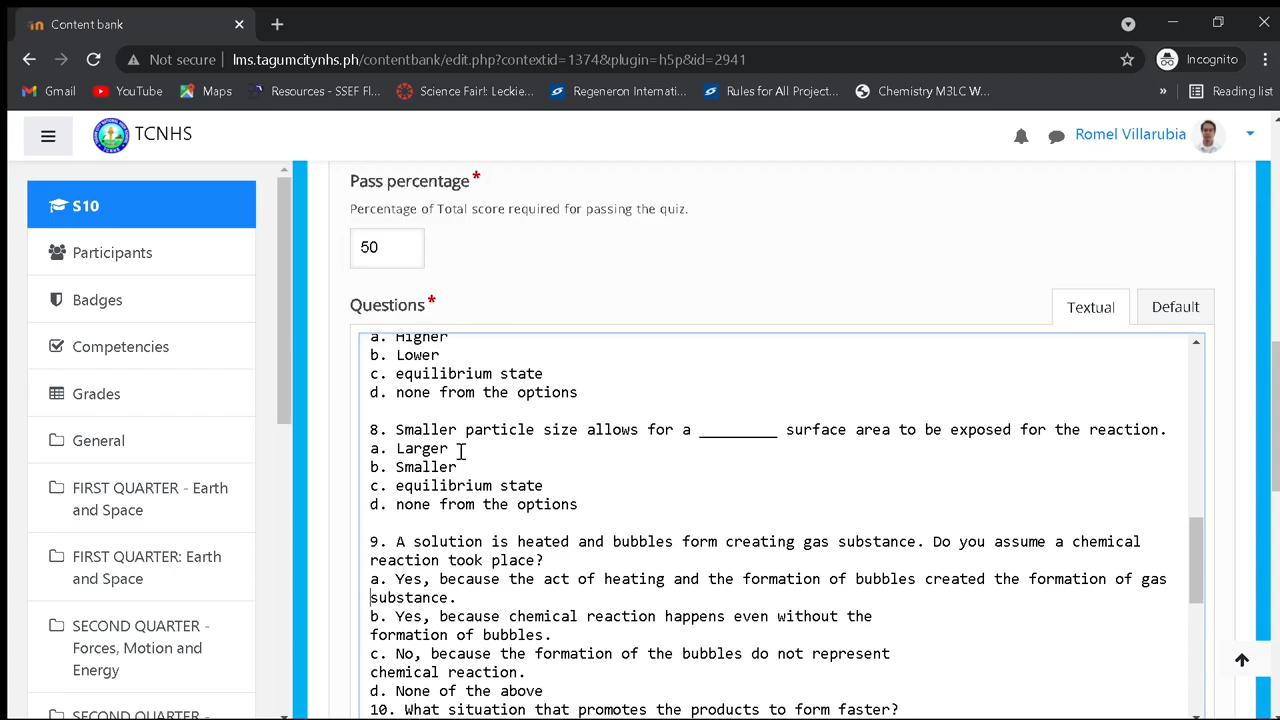 Content bank
Not secure lms.tagumcitynhs.ph/contentbank/edit.php?contextid=1374&plugin=h5p&id=2941
Incognito
Gmail YouTube Maps Resources - SSEF Fl... Science Fair!: Leckie... Regeneron Internati... Rules for All Project... Chemistry M3LC W... » Reading list
TCNHS
Romel Villarubia
S10
Participants
Badges
Competencies
Grades
General
FIRST QUARTER - Earth
and Space
FIRST QUARTER: Earth
and Space
SECOND QUARTER -
Forces, Motion and
Energy
SECOND QUARTER -
Pass percentage*
Percentage of Total score required for passing the quiz.
50
Questions*
Textual
Default
a. Higher
b. Lower
c. equilibrium state
d. none from the options
8. Smaller particle size allows for a _________ surface area to be exposed for the reaction.
a. Larger
b. Smaller
c. equilibrium state
d. none from the options
9. A solution is heated and bubbles form creating gas substance. Do you assume a chemical
reaction took place?
a. Yes, because the act of heating and the formation of bubbles created the formation of gas
substance.
b. Yes, because chemical reaction happens even without the
formation of bubbles.
c. No, because the formation of the bubbles do not represent
chemical reaction.
d. None of the above
10. What situation that promotes the products to form faster?